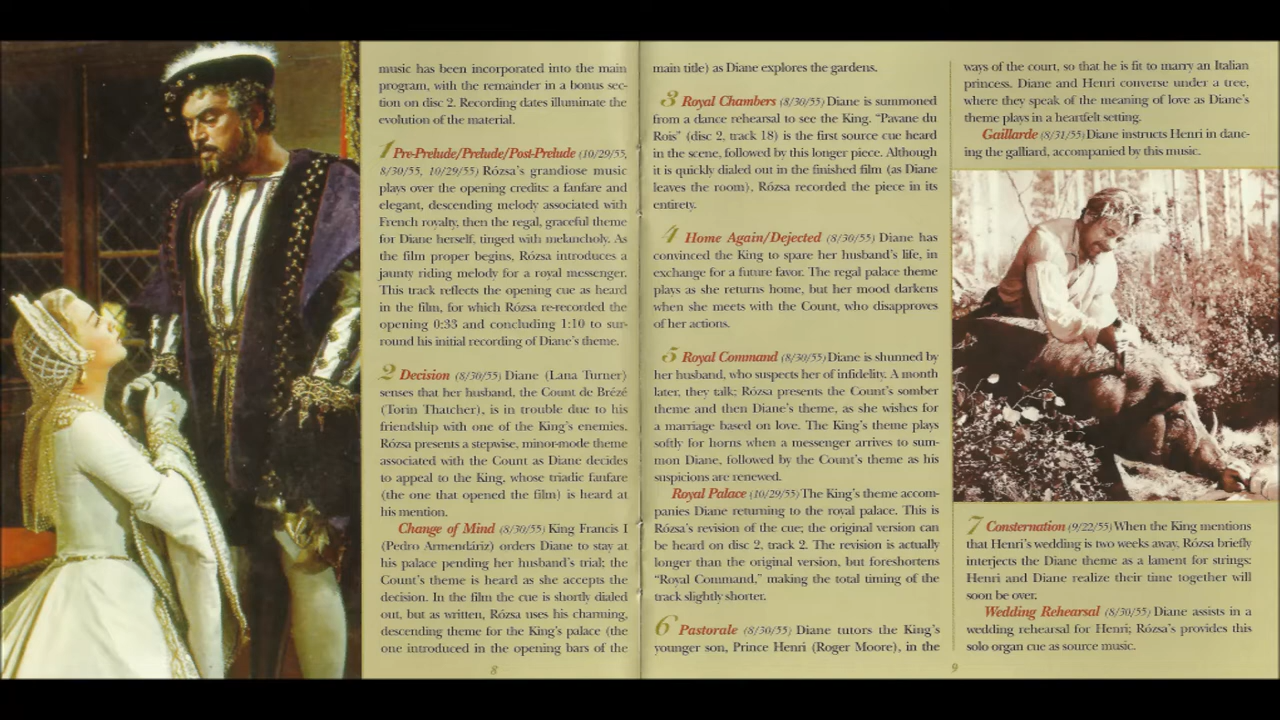 music has been incorporated into the main
program, with the remainder in a bonus sec-
tion on disc 2. Recording dates illuminate the
evolution of the material.
1 Pre-Prelude/Prelude/Post-Prelude (10/29/55,
8/30/55, 10/29/55) Rózsa's grandiose music
plays over the opening credits: a fanfare and
elegant, descending melody associated with
French royalty, then the regal, graceful theme
for Diane herself, tinged with melancholy. As
the film proper begins, Rózsa introduces a
jaunty riding melody for a royal messenger.
This track reflects the opening cue as heard
in the film, for which Rózsa re-recorded the
opening 0:33 and concluding 1:10 to sur-
round his initial recording of Diane's theme.
2 Decision (8/30/55) Diane (Lana Turner)
senses that her husband, the Count de Brézé
(Torin Thatcher), is in trouble due to his
friendship with one of the King's enemies.
Rózsa presents a stepwise, minor-mode theme
associated with the Count as Diane decides
to appeal to the King, whose triadic fanfare
(the one that opened the film) is heard at
his mention.
Change of Mind (8/30/55) King Francis I
(Pedro Armendáriz) orders Diane to stay at
his palace pending her husband's trial; the
Count's theme is heard as she accepts the
decision. In the film the cue is shortly dialed
out, but as written, Rózsa uses his charming,
descending theme for the King's palace (the
one introduced in the opening bars of the
8
main title) as Diane explores the gardens.
3 Royal Chambers (8/30/55) Diane is summoned
from a dance rehearsal to see the King. "Pavane du
Rois" (disc 2, track 18) is the first source cue heard
in the scene, followed by this longer piece. Although
it is quickly dialed out in the finished film (as Diane
leaves the room), Rózsa recorded the piece in its
entirety.
4 Home Again/Dejected (8/30/55) Diane has
convinced the King to spare her husband's life, in
exchange for a future favor. The regal palace theme
plays as she returns home, but her mood darkens
when she meets with the Count, who disapproves
of her actions.
5 Royal Command (8/30/55) Diane is shunned by
her husband, who suspects her of infidelity. A month
later, they talk: Rózsa presents the Count's somber
theme and then Diane's theme, as she wishes for
a marriage based on love. The King's theme plays
softly for horns when a messenger arrives to sum-
mon Diane, followed by the Count's theme as his
suspicions are renewed.
Royal Palace (10/29/55) The King's theme accom-
panies Diane returning to the royal palace. This is
Rózsa's revision of the cue; the original version can
be heard on disc 2, track 2. The revision is actually
longer than the original version, but foreshortens
"Royal Command," making the total timing of the
track slightly shorter.
6 Pastorale (8/30/55) Diane tutors the King's
younger son, Prince Henri (Roger Moore), in the
ways of the court, so that he is fit to marry an Italian
princess. Diane and Henri converse under a tree,
where they speak of the meaning of love as Diane's
theme plays in a heartfelt setting.
Gaillarde (8/31/55) Diane instructs Henri in danc-
ing the galliard, accompanied by this music.
7 Consternation (9/22/55) When the King mentions
that Henri's wedding is two weeks away, Rózsa briefly
interjects the Diane theme as a lament for strings:
Henri and Diane realize their time together will
soon be over.
Wedding Rehearsal (8/30/55) Diane assists in a
wedding rehearsal for Henri; Rózsa's provides this
solo organ cue as source music.
9